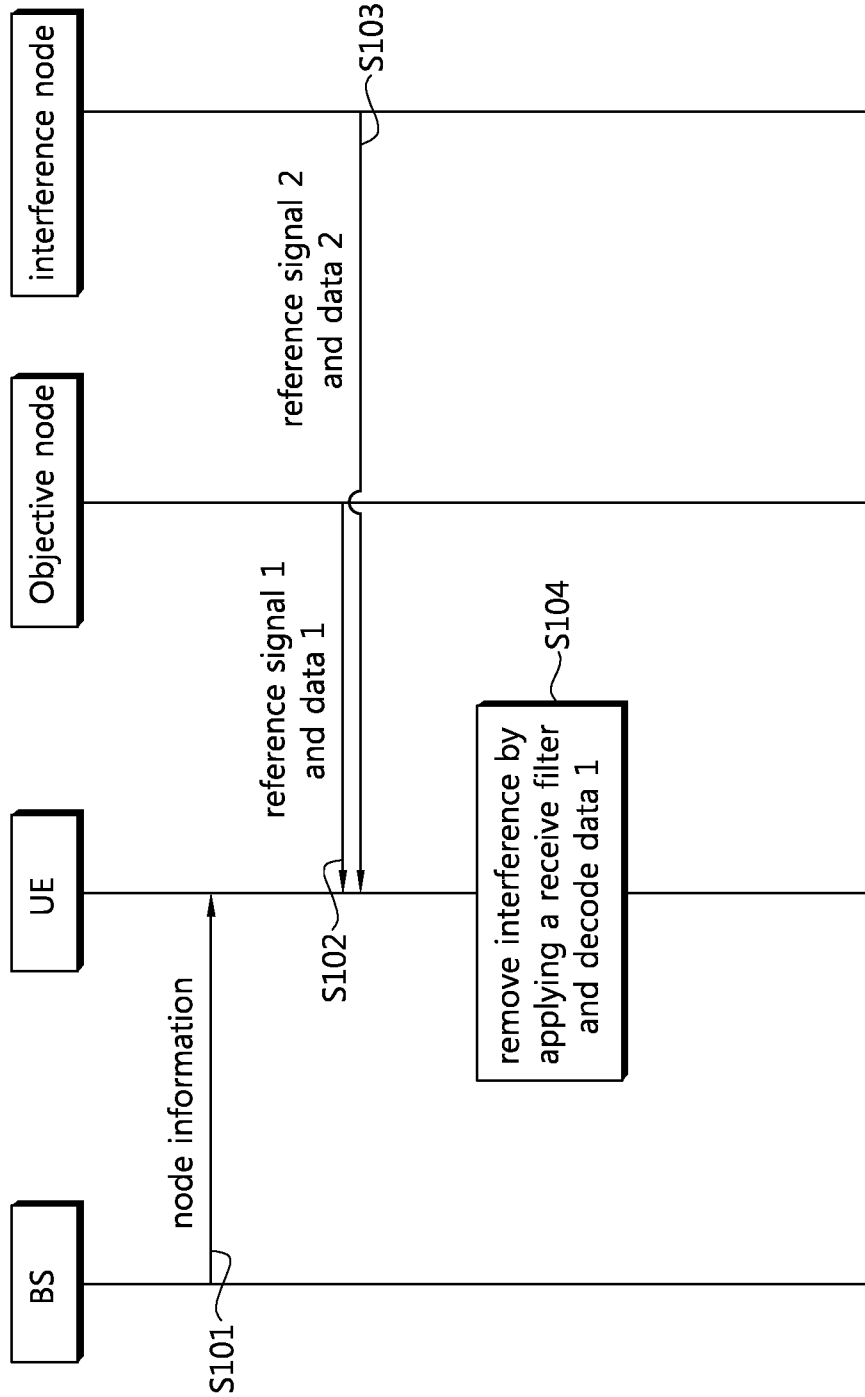 BS
UE
Objective node
interference node
node information
S101
reference signal 1
and data 1
S102
reference signal 2
and data 2
S103
remove interference by
applying a receive filter
and decode data 1
S104